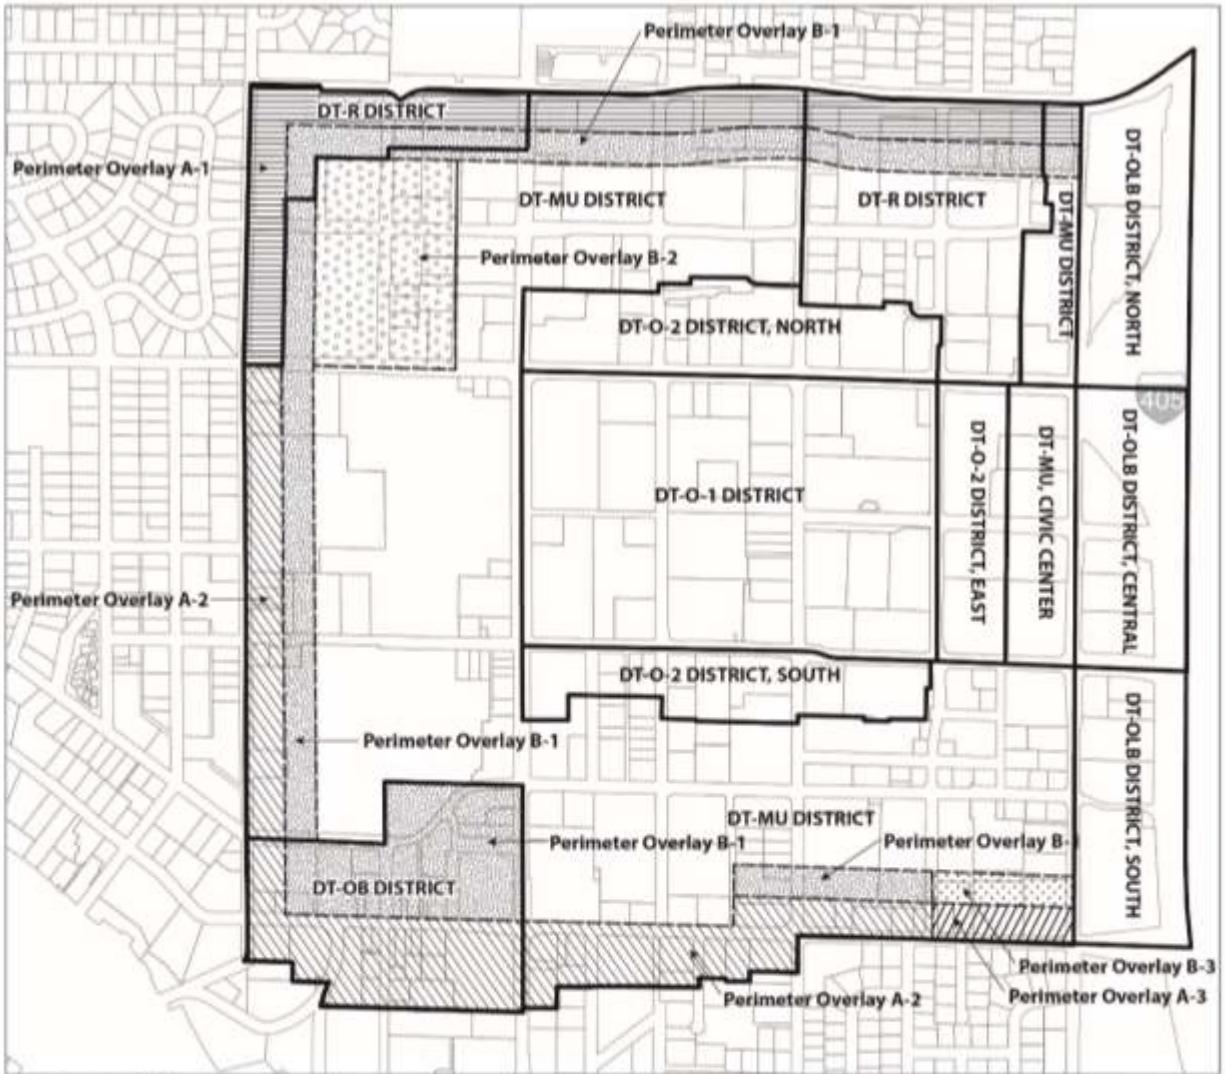 Perimeter Overlay B-1
DT-R DISTRICT
Perimeter Overlay A-1
DT-MU DISTRICT
DT-R DISTRICT
DT-OLB DISTRICT, NORTH
DT-MU DISTRICT
Perimeter Overlay B-2
DT-O-2 DISTRICT, NORTH
405
DT-O-1 DISTRICT
DT-O-2 DISTRICT, EAST
DT-MU, CIVIC CENTER
DT-OLB DISTRICT, CENTRAL
Perimeter Overlay A-2
DT-O-2 DISTRICT, SOUTH
Perimeter Overlay B-1
DT-OLB DISTRICT, SOUTH
DT-MU DISTRICT
Perimeter Overlay B-1
Perimeter Overlay B-
DT-OB DISTRICT
Perimeter Overlay B-3
Perimeter Overlay A-2
Perimeter Overlay A-3